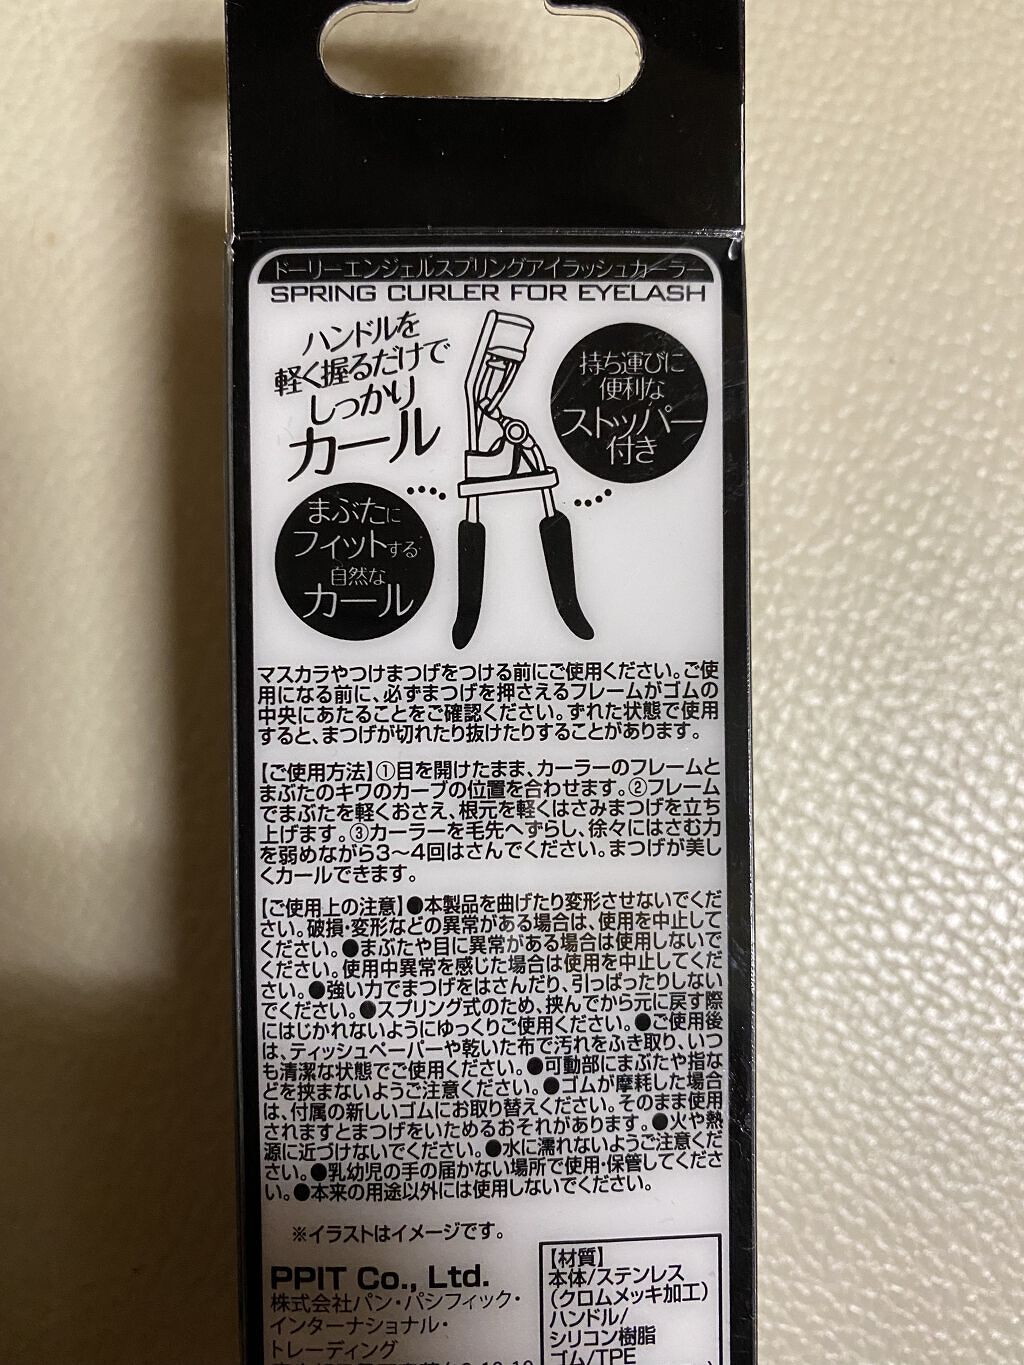 ドーリーエンジェルスプリングアイラッシュカーラー
SPRING CURLER FOR EYELASH
ハンドルを
軽く握るだけで
しっかり
カール
持ち運びに
便利な
ストッパー
付き
まぶたに
フィットする
自然な
カール
マスカラやつけまつげをつける前にご使用ください。ご使
用になる前に、必ずまつげを押さえるフレームがゴムの
中央にあたることをご確認ください。ずれた状態で使用
すると、まつげが切れたり抜けたりすることがあります。
【ご使用方法】①目を開けたまま、カーラーのフレームと
まぶたのキワのカーブの位置を合わせます。②フレーム
でまぶたを軽くおさえ、根元を軽くはさみまつげを立ち
上げます。③カーラーを毛先へずらし、徐々にはさむ力
を弱めながら3〜4回はさんでください。まつげが美し
くカールできます。
【ご使用上の注意】●本製品を曲げたり変形させないでくだ
さい。破損・変形などの異常がある場合は、使用を中止して
ください。●まぶたや目に異常がある場合は使用しないで
ください。使用中異常を感じた場合は使用を中止してくだ
さい。●強い力でまつげをはさんだり、引っぱったりしない
でください。●スプリング式のため、挟んでから元に戻す際
にはじかれないようにゆっくりご使用ください。●ご使用後
は、ティッシュペーパーや乾いた布で汚れをふき取り、いつ
も清潔な状態でご使用ください。●可動部にまぶたや指な
どを挟まないようご注意ください。●ゴムが摩耗した場合
は、付属の新しいゴムにお取り替えください。そのまま使用
されますとまつげをいためるおそれがあります。●火や熱
源に近づけないでください。●水に濡れないようご注意くだ
さい。●乳幼児の手の届かない場所で使用・保管してくださ
い。●本来の用途以外には使用しないでください。
※イラストはイメージです。
PPIT Co., Ltd.
株式会社パン・パシフィック・
インターナショナル・
トレーディング
【材質】
本体/ステンレス
(クロムメッキ加工)
ハンドル/
シリコン樹脂
ゴム/TPE